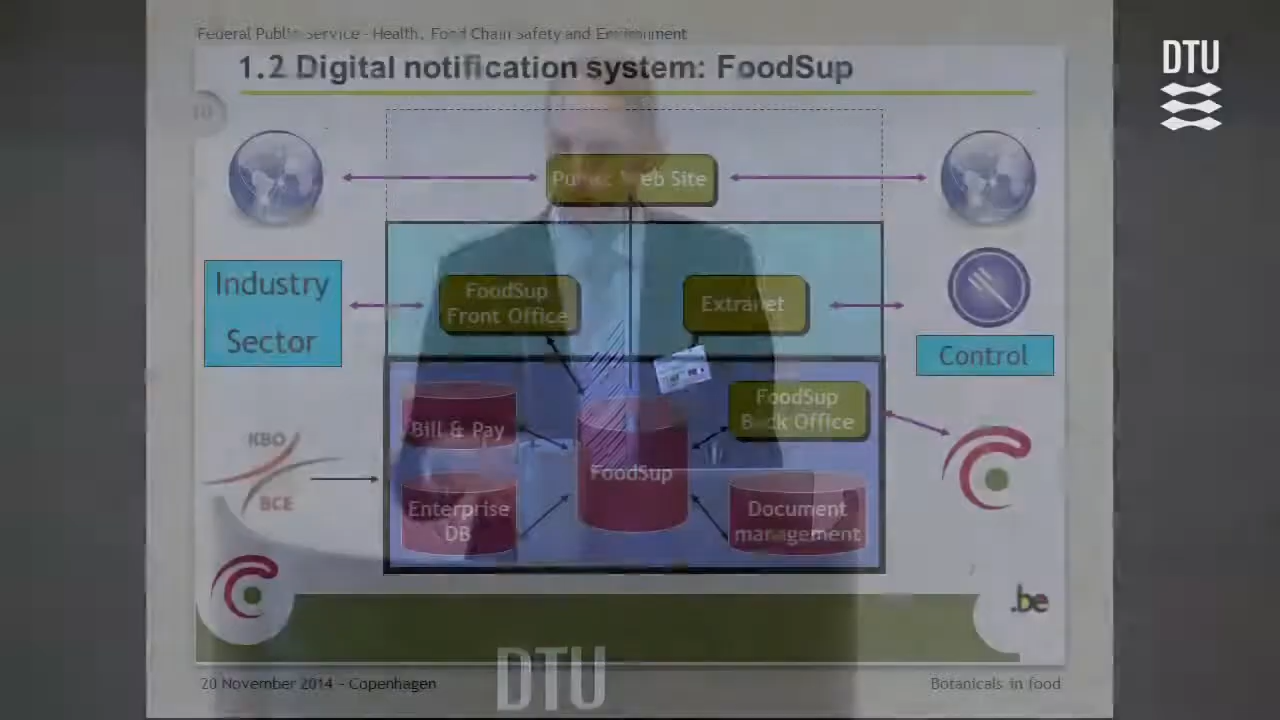 Federal Public Service - Health, Food Chain Safety and Environment
DTU
1.2 Digital notification system: FoodSup
10
Public Web Site
Industry
Sector
FoodSup
Front Office
Extranet
Control
Bill & Pay
FoodSup
Back Office
KBO
BCE
FoodSup
Enterprise
DB
Document
management
.be
DTU
20 November 2014 - Copenhagen
Botanicals in food